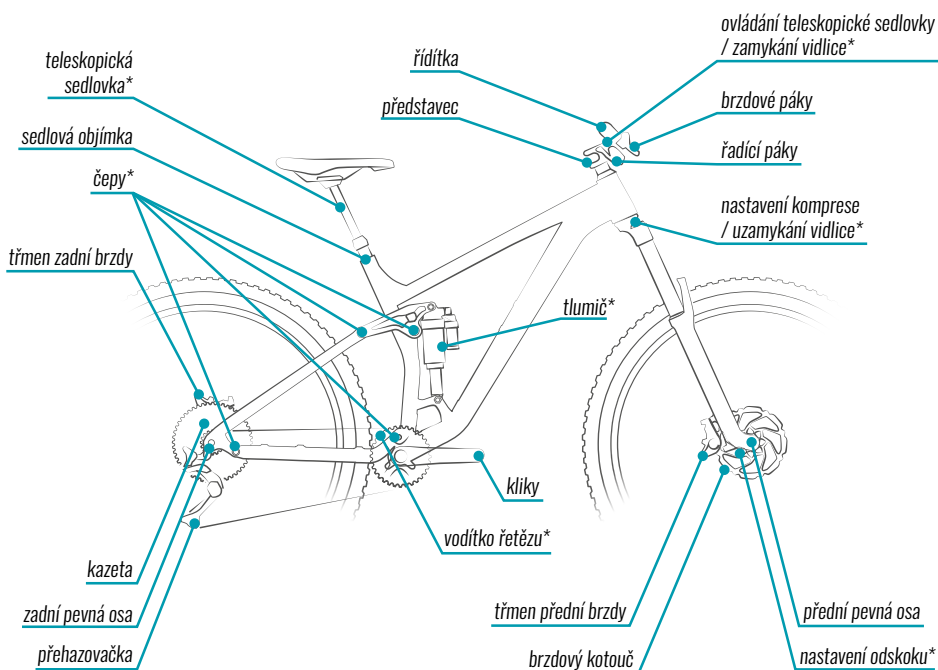 ovládání teleskopické sedlovky
/ zamykání vidlice*
teleskopická
sedlovka*
řídítka
představec
brzdové páky
sedlová objímka
řadící páky
čepy*
nastavení komprese
/ uzamykání vidlice*
třmen zadní brzdy
tlumič*
kliky
vodítko řetězu*
kazeta
zadní pevná osa
třmen přední brzdy
přední pevná osa
přehazovačka
brzdový kotouč
nastavení odskoku*